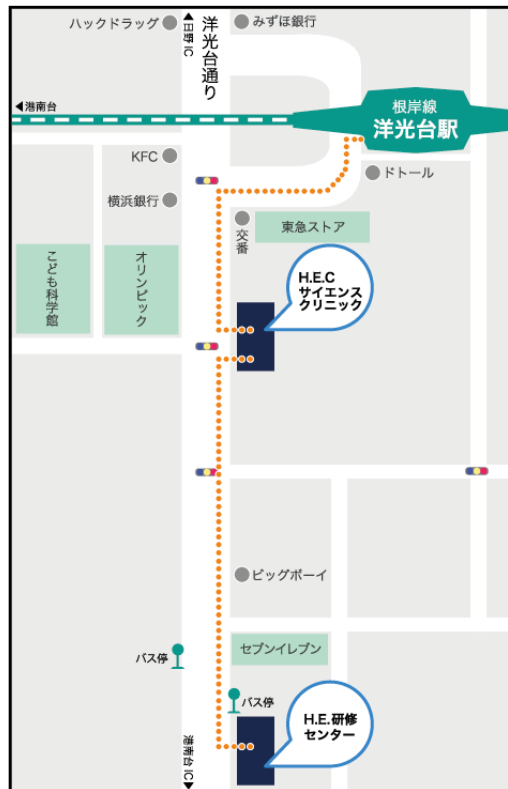 ハックドラッグ
▲日野IC
洋光台通り
みずほ銀行
◀港南台
根岸線
洋光台駅
KFC
ドトール
横浜銀行
交番
東急ストア
こども科学館
オリンピック
H.E.C
サイエンス
クリニック
ビッグボーイ
セブンイレブン
バス停
バス停
H.E.研修
センター
港南台IC▶